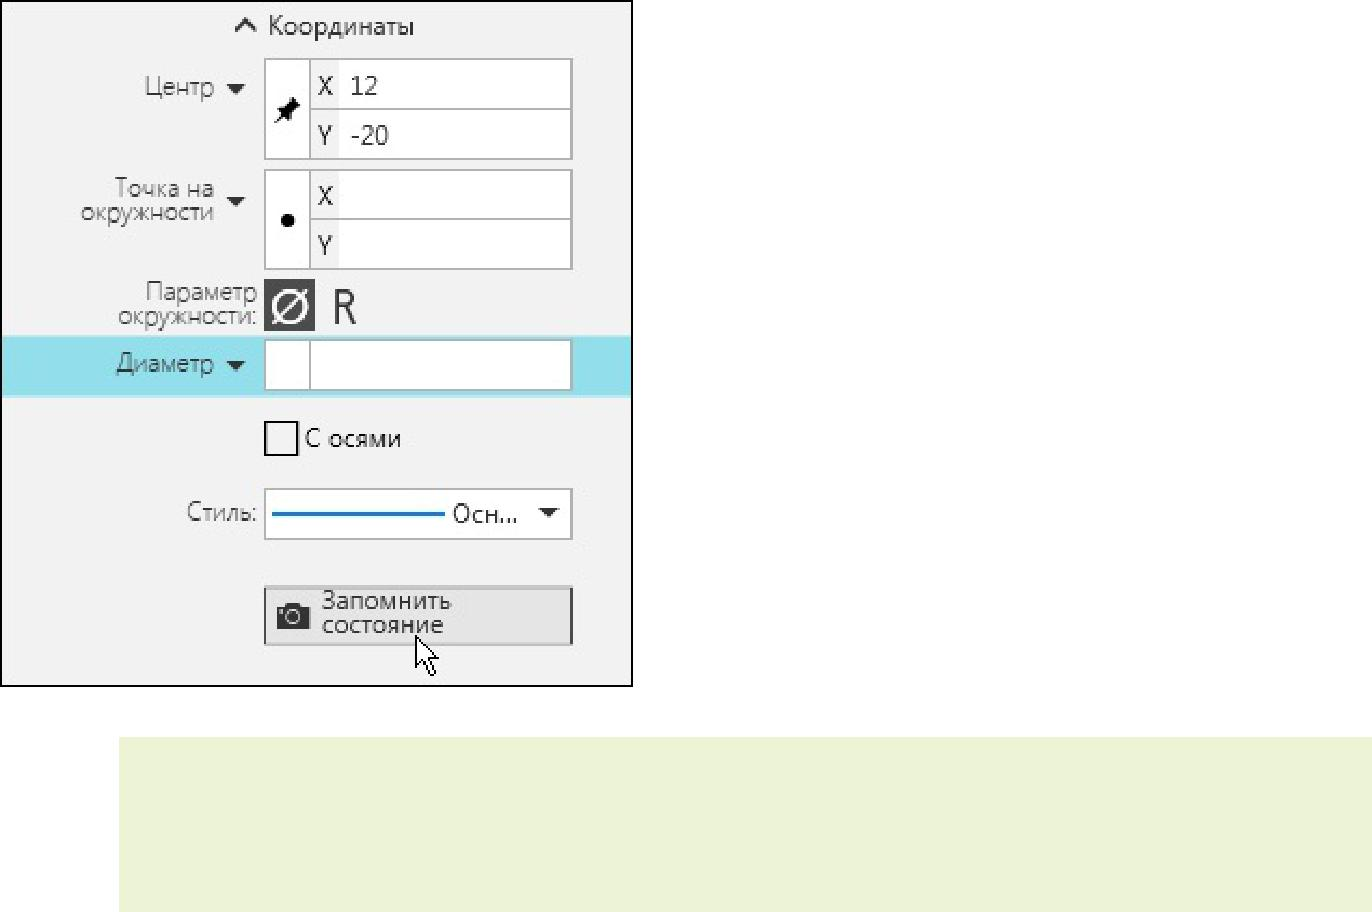 Координаты
Центр
X 12
Y -20
Точка на
окружности
X
Y
Параметр
окружности:
R
Диаметр
С осями
Стиль:
Осн...
Запомнить
состояние